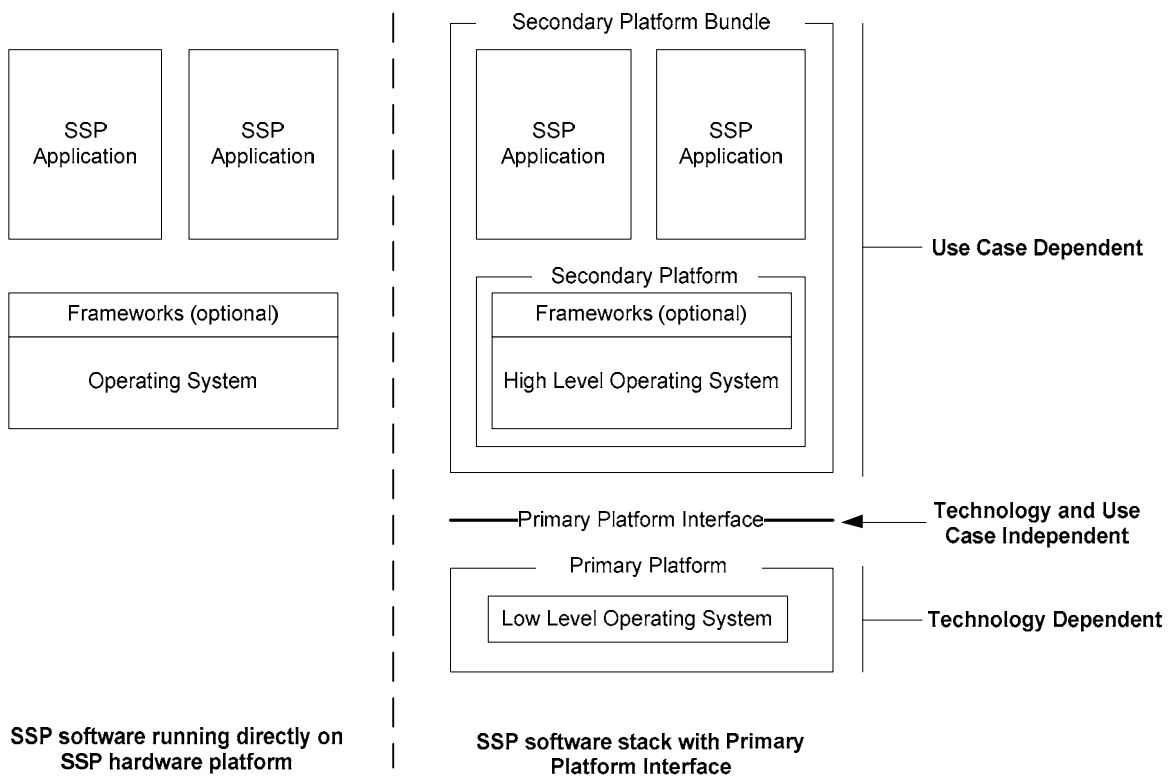 SSP
Application
SSP
Application
Frameworks (optional)
Operating System
SSP software running directly on
SSP hardware platform
Secondary Platform Bundle
SSP
Application
SSP
Application
Secondary Platform
Frameworks (optional)
High Level Operating System
Primary Platform Interface
Primary Platform
Low Level Operating System
SSP software stack with Primary
Platform Interface
Use Case Dependent
Technology and Use
Case Independent
Technology Dependent